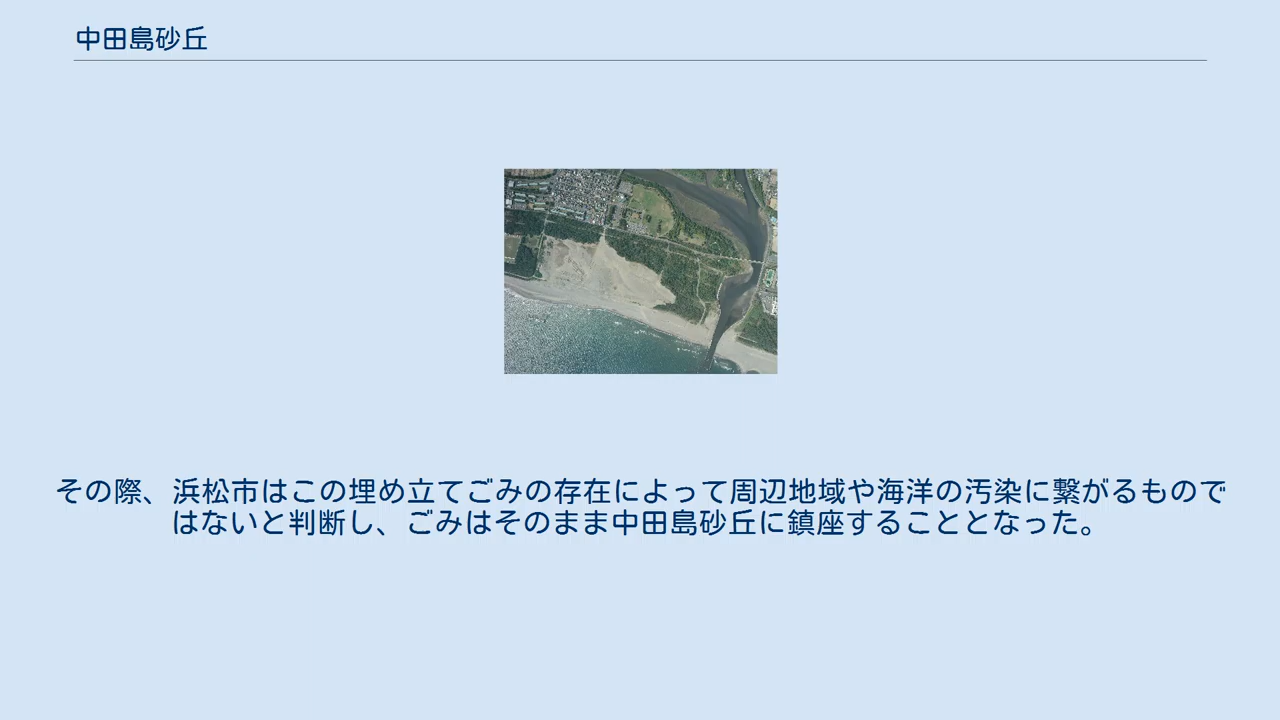 中田島砂丘
その際、浜松市はこの埋め立てごみの存在によって周辺地域や海洋の汚染に繋がるもので
はないと判断し、ごみはそのまま中田島砂丘に鎮座することとなった。